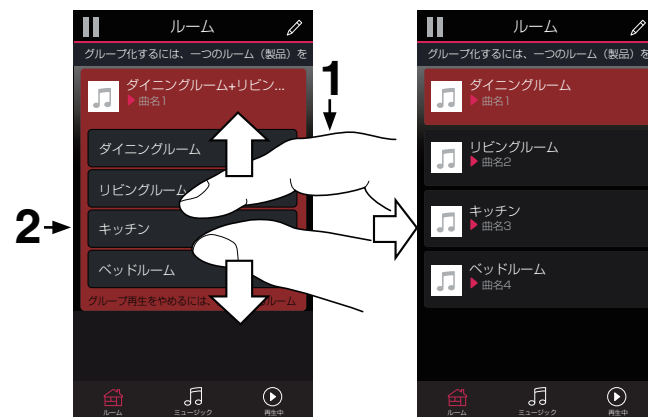 ルーム
グループ化するには、一つのルーム（製品）を
ダイニングルーム+リビン...
曲名1
1
ダイニングルーム
リビングルーム
2
キッチン
ベッドルーム
グループ再生をやめるには、
ルーム
ルーム
ミュージック
再生中
ルーム
グループ化するには、一つのルーム（製品）を
ダイニングルーム
曲名1
リビングルーム
曲名2
キッチン
曲名3
ベッドルーム
曲名4
ルーム
ミュージック
再生中